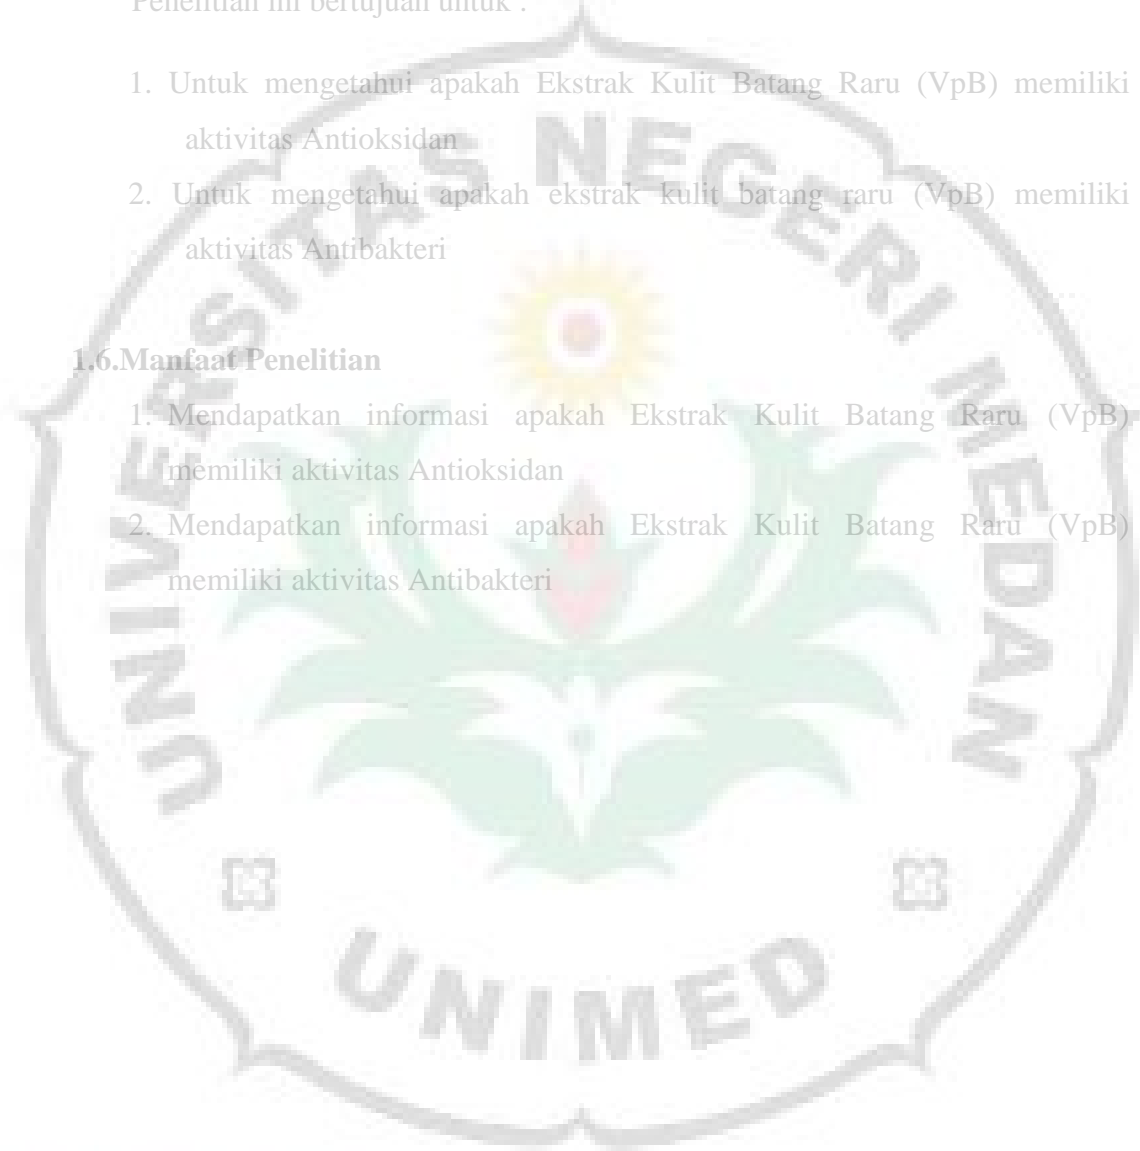 Penelitian ini bertujuan untuk :
1. Untuk mengetahui apakah Ekstrak Kulit Batang Raru (VpB) memiliki
aktivitas Antioksidan
2. Untuk mengetahui apakah ekstrak kulit batang raru (VpB) memiliki
aktivitas Antibakteri
1.6.Manfaat Penelitian
1. Mendapatkan informasi apakah Ekstrak Kulit Batang Raru (VpB)
memiliki aktivitas Antioksidan
2. Mendapatkan informasi apakah Ekstrak Kulit Batang Raru (VpB)
memiliki aktivitas Antibakteri
UNIVERSITAS NEGERI MEDAN
UNIMED